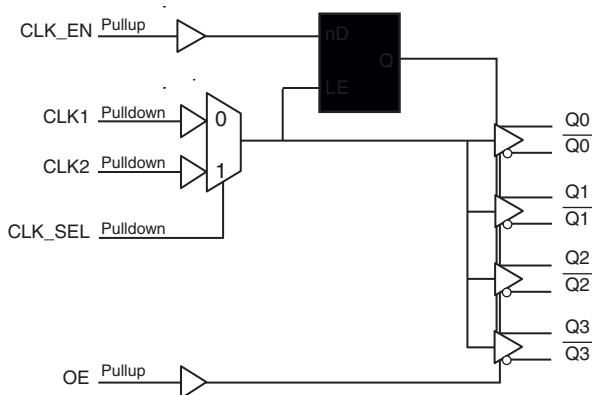 CLK_EN Pullup
nD
Q
LE
CLK1 Pulldown
0
CLK2 Pulldown
1
CLK_SEL Pulldown
OE Pullup
Q0
Q0
Q1
Q1
Q2
Q2
Q3
Q3